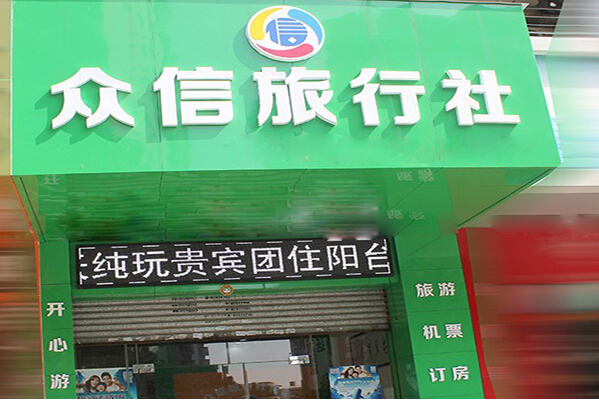 信
众信旅行社
纯玩贵宾团住阳台
开心游
旅游
机票
订房